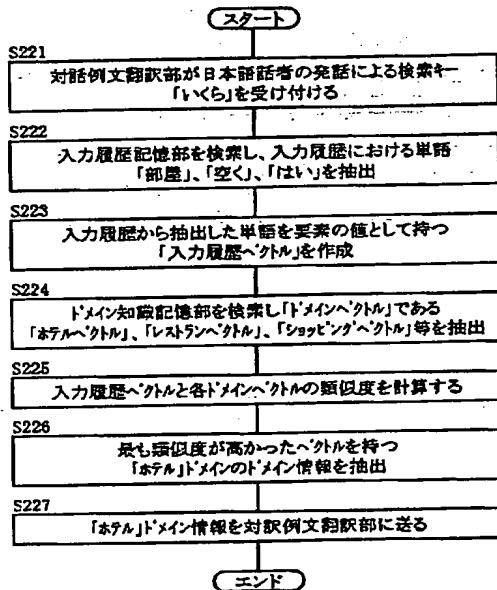 スタート
S221
対話例文翻訳部が日本語話者の発話による検索キー
「いくら」を受け付ける
S222
入力履歴記憶部を検索し、入力履歴における単語
「部屋」、「空く」、「はい」を抽出
S223
入力履歴から抽出した単語を要素の値として持つ
「入力履歴ベクトル」を作成
S224
ドメイン知識記憶部を検索し「ドメインベクトル」である
「ホテルベクトル」、「レストランベクトル」、「ショッピングベクトル」等を抽出
S225
入力履歴ベクトルと各ドメインベクトルの類似度を計算する
S226
最も類似度が高かったベクトルを持つ
「ホテル」ドメインのドメイン情報を抽出
S227
「ホテル」ドメイン情報を対訳例文翻訳部に送る
エンド